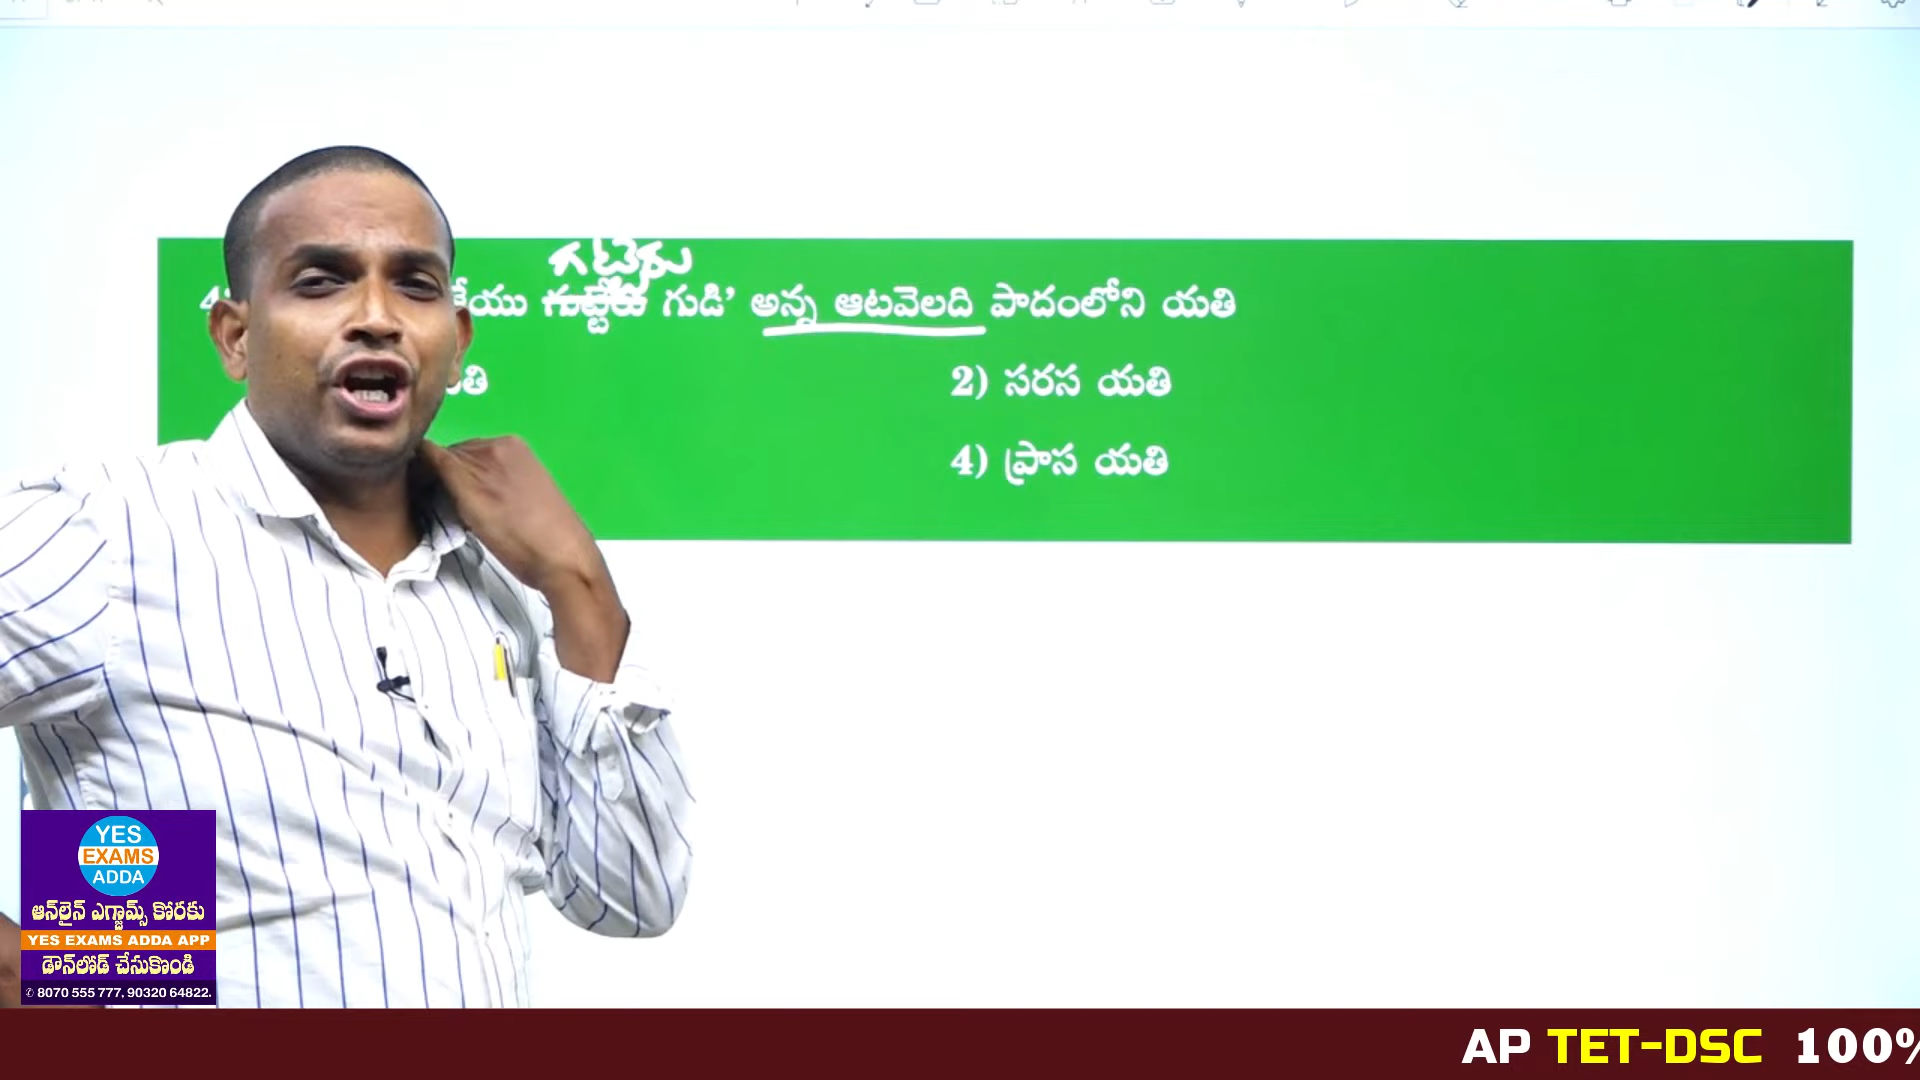 గట్లేరు
గుట్టేరు గుడి’ అన్న ఆటవెలది పాదంలోని యతి
2) సరస యతి
4) ప్రాస యతి
YES
EXAMS
ADDA
ఆన్‌లైన్ ఎగ్జామ్స్ కోరకు
YES EXAMS ADDA APP
డౌన్‌లోడ్ చేసుకొండి
✆ 8070 555 777, 90320 64822.
AP TET-DSC 100%